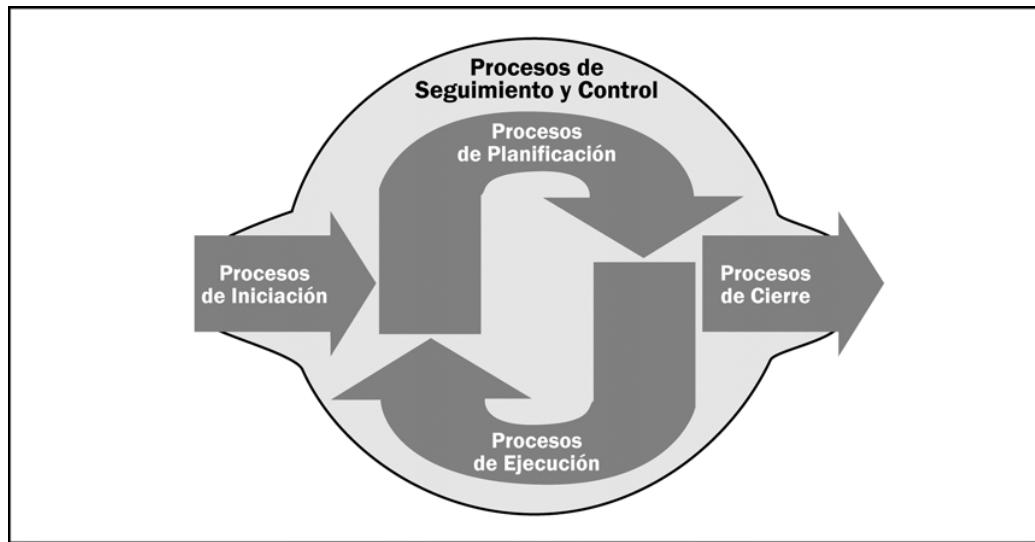 Procesos de
Seguimiento y Control
Procesos
de Planificación
Procesos
de Iniciación
Procesos
de Cierre
Procesos
de Ejecución